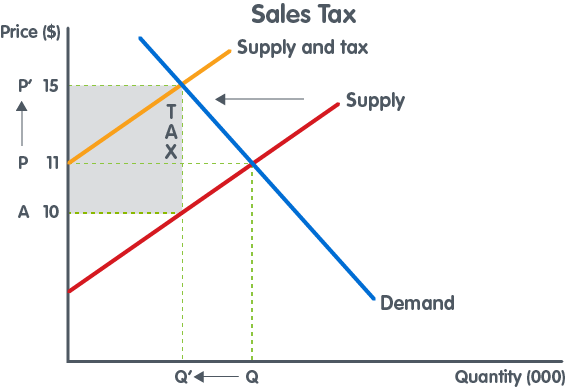 Sales Tax
Price ($)
Supply and tax
P′ 15
Supply
T
A
X
P 11
A 10
Demand
Q′ Q
Quantity (000)